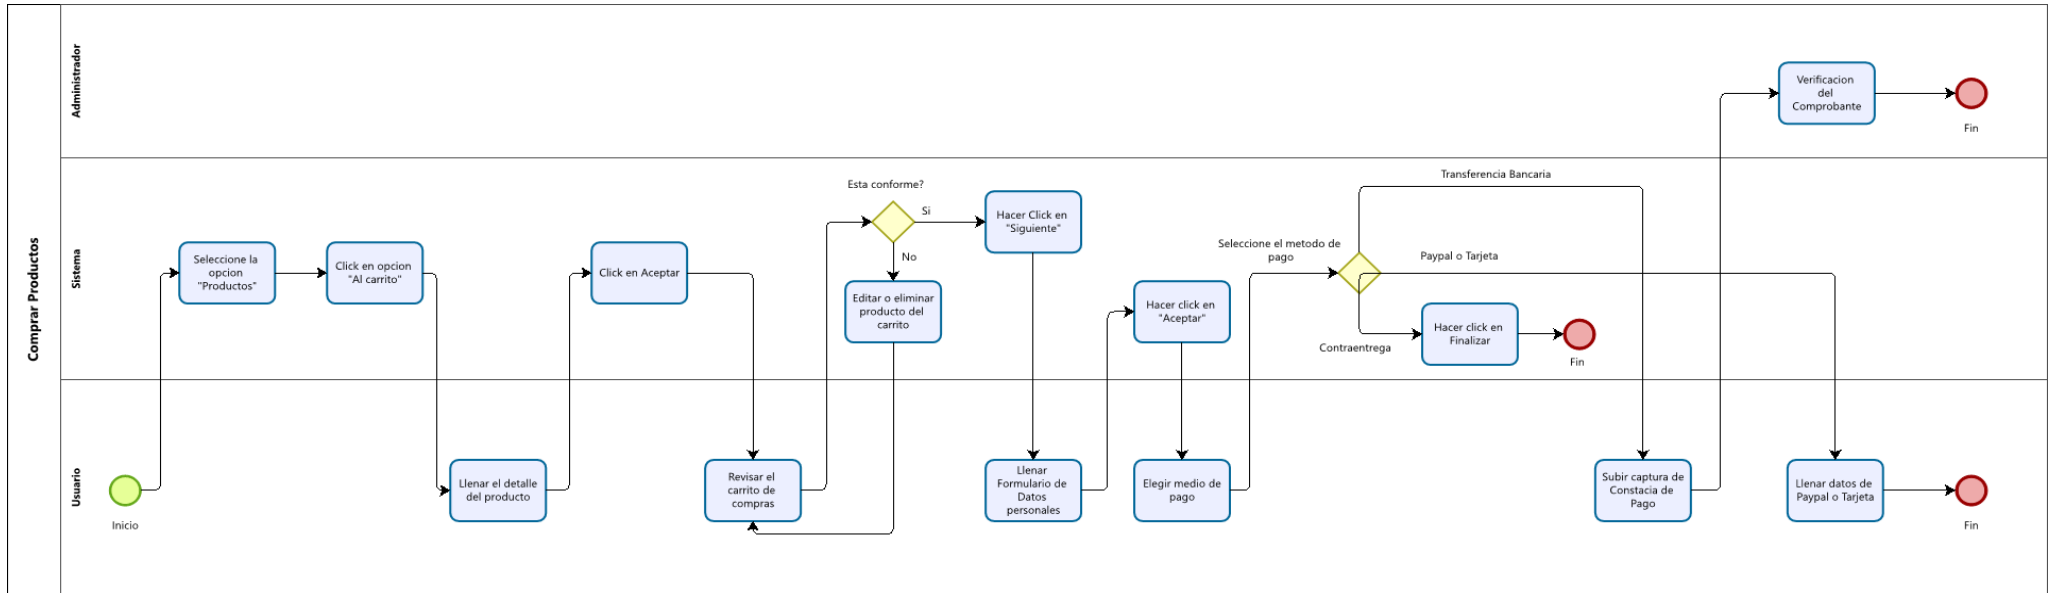 Comprar Productos
Administrador
Verificacion
del
Comprobante
Fin
Sistema
Seleccione la
opcion
"Productos"
Click en opcion
"Al carrito"
Click en Aceptar
Esta conforme?
Si
No
Editar o eliminar
producto del
carrito
Hacer Click en
"Siguiente"
Hacer click en
"Aceptar"
Seleccione el metodo de
pago
Transferencia Bancaria
Paypal o Tarjeta
Contraentrega
Hacer click en
Finalizar
Fin
Usuario
Inicio
Llenar el detalle
del producto
Revisar el
carrito de
compras
Llenar
Formulario de
Datos
personales
Elegir medio de
pago
Subir captura de
Constacia de
Pago
Llenar datos de
Paypal o Tarjeta
Fin